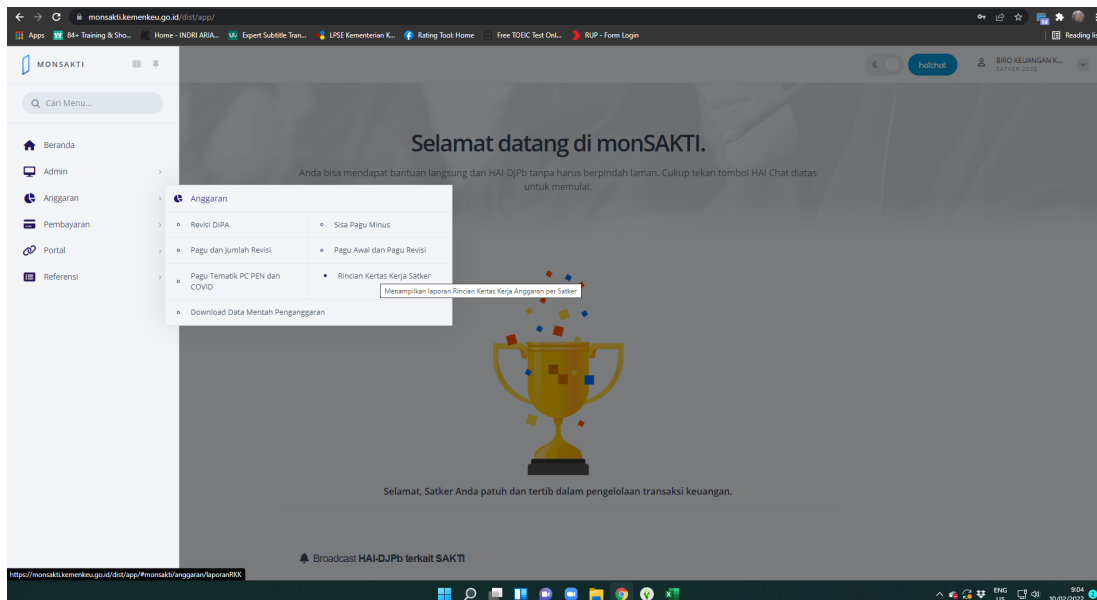 monsakti.kemenkeu.go.id/dist/app/
Apps
84+ Training & Sho...
Home - INDRI ARIA...
Expert Subtitle Tran...
LPSE Kementerian K...
Rating Tool: Home
Free TOEIC Test Onl...
RUP - Form Login
Reading lis
MONSAKTI
haichat
BIRO KEUANGAN K...
SATKER 2022
Cari Menu...
Selamat datang di monSAKTI.
Anda bisa mendapat bantuan langsung dari HAI-DJPb tanpa harus berpindah laman. Cukup tekan tombol HAI Chat diatas
untuk memulai.
Beranda
Admin
Anggaran
Pembayaran
Portal
Referensi
Anggaran
Revisi DIPA
Sisa Pagu Minus
Pagu dan Jumlah Revisi
Pagu Awal dan Pagu Revisi
Pagu Tematik PC PEN dan
COVID
Rincian Kertas Kerja Satker
Menampilkan laporan Rincian Kertas Kerja Anggaran per Satker
Download Data Mentah Penganggaran
Selamat, Satker Anda patuh dan tertib dalam pengelolaan transaksi keuangan.
Broadcast HAI-DJPb terkait SAKTI
https://monsakti.kemenkeu.go.id/dist/app/#monsakti/anggaran/laporanRKK
ENG
US
9:04
10/02/2022
2